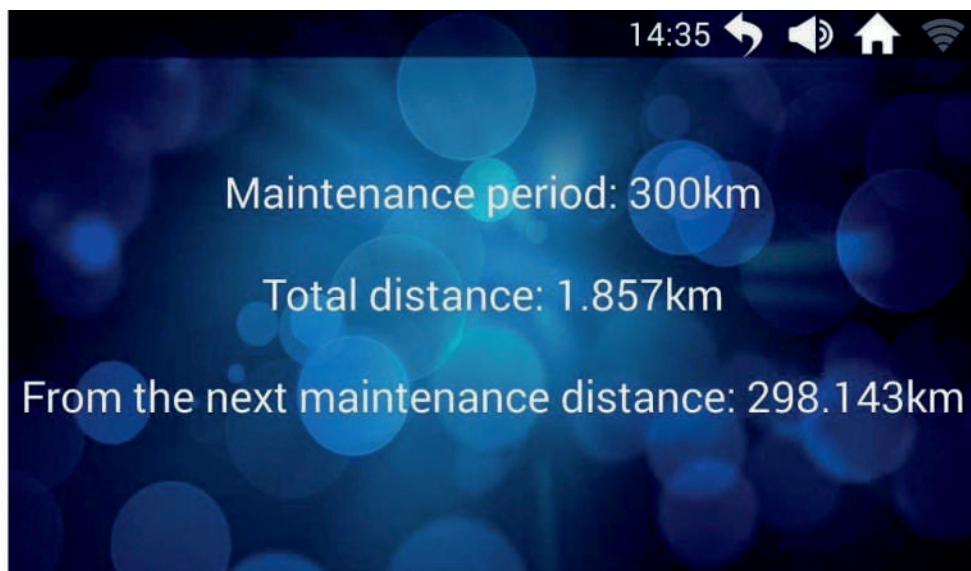 14:35
Maintenance period: 300km
Total distance: 1.857km
From the next maintenance distance: 298.143km